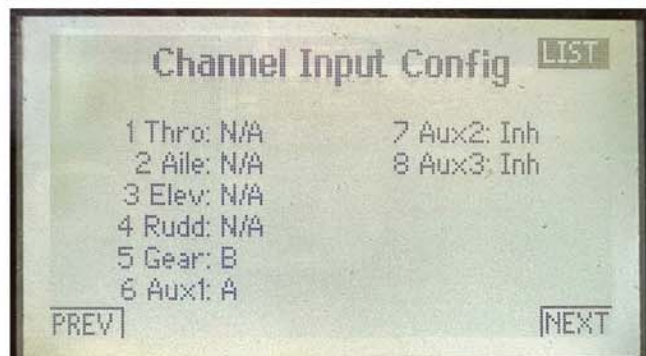 Channel Input Config LIST
1 Thro: N/A 7 Aux2: Inh
2 Aile: N/A 8 Aux3: Inh
3 Elev: N/A
4 Rudd: N/A
5 Gear: B
6 Aux1: A
PREV NEXT